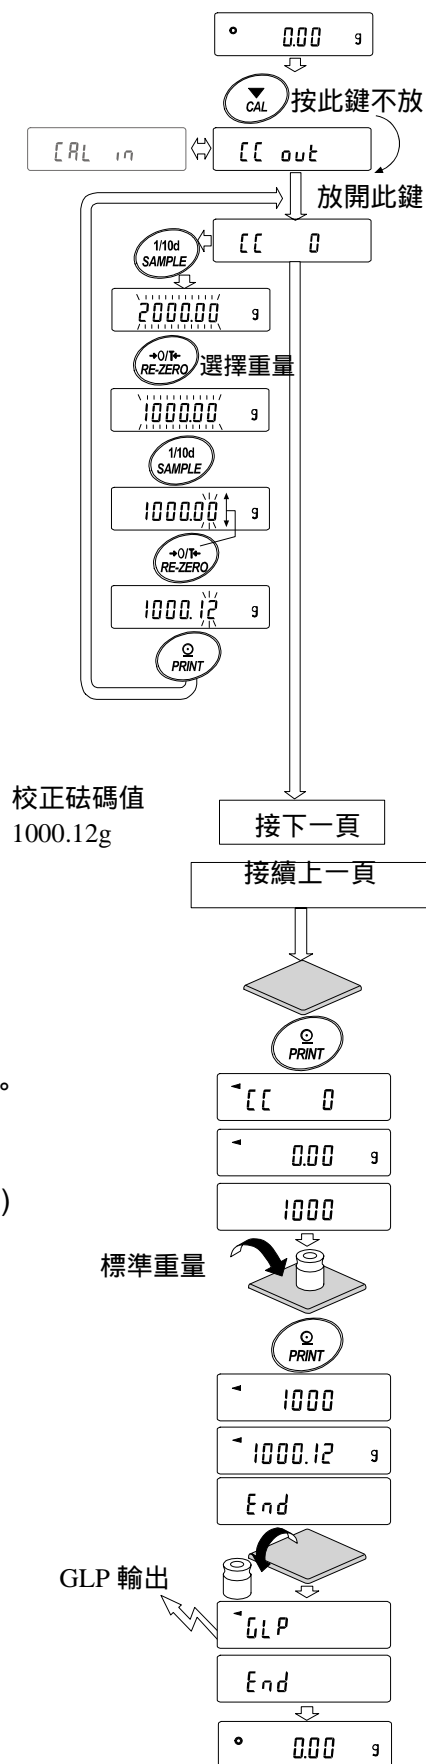 0.00 g
CAL
按此鍵不放
CAL in
CC out
放開此鍵
CC 0
1/10d
SAMPLE
2000.00 g
→0/T←
RE-ZERO
選擇重量
1000.00 g
1/10d
SAMPLE
1000.00 g
→0/T←
RE-ZERO
1000.12 g
PRINT
校正砝碼值
1000.12g
接下一頁
接續上一頁
PRINT
。
CC 0
0.00 g
)
1000
標準重量
PRINT
1000
1000.12 g
End
GLP 輸出
GLP
End
0.00 g